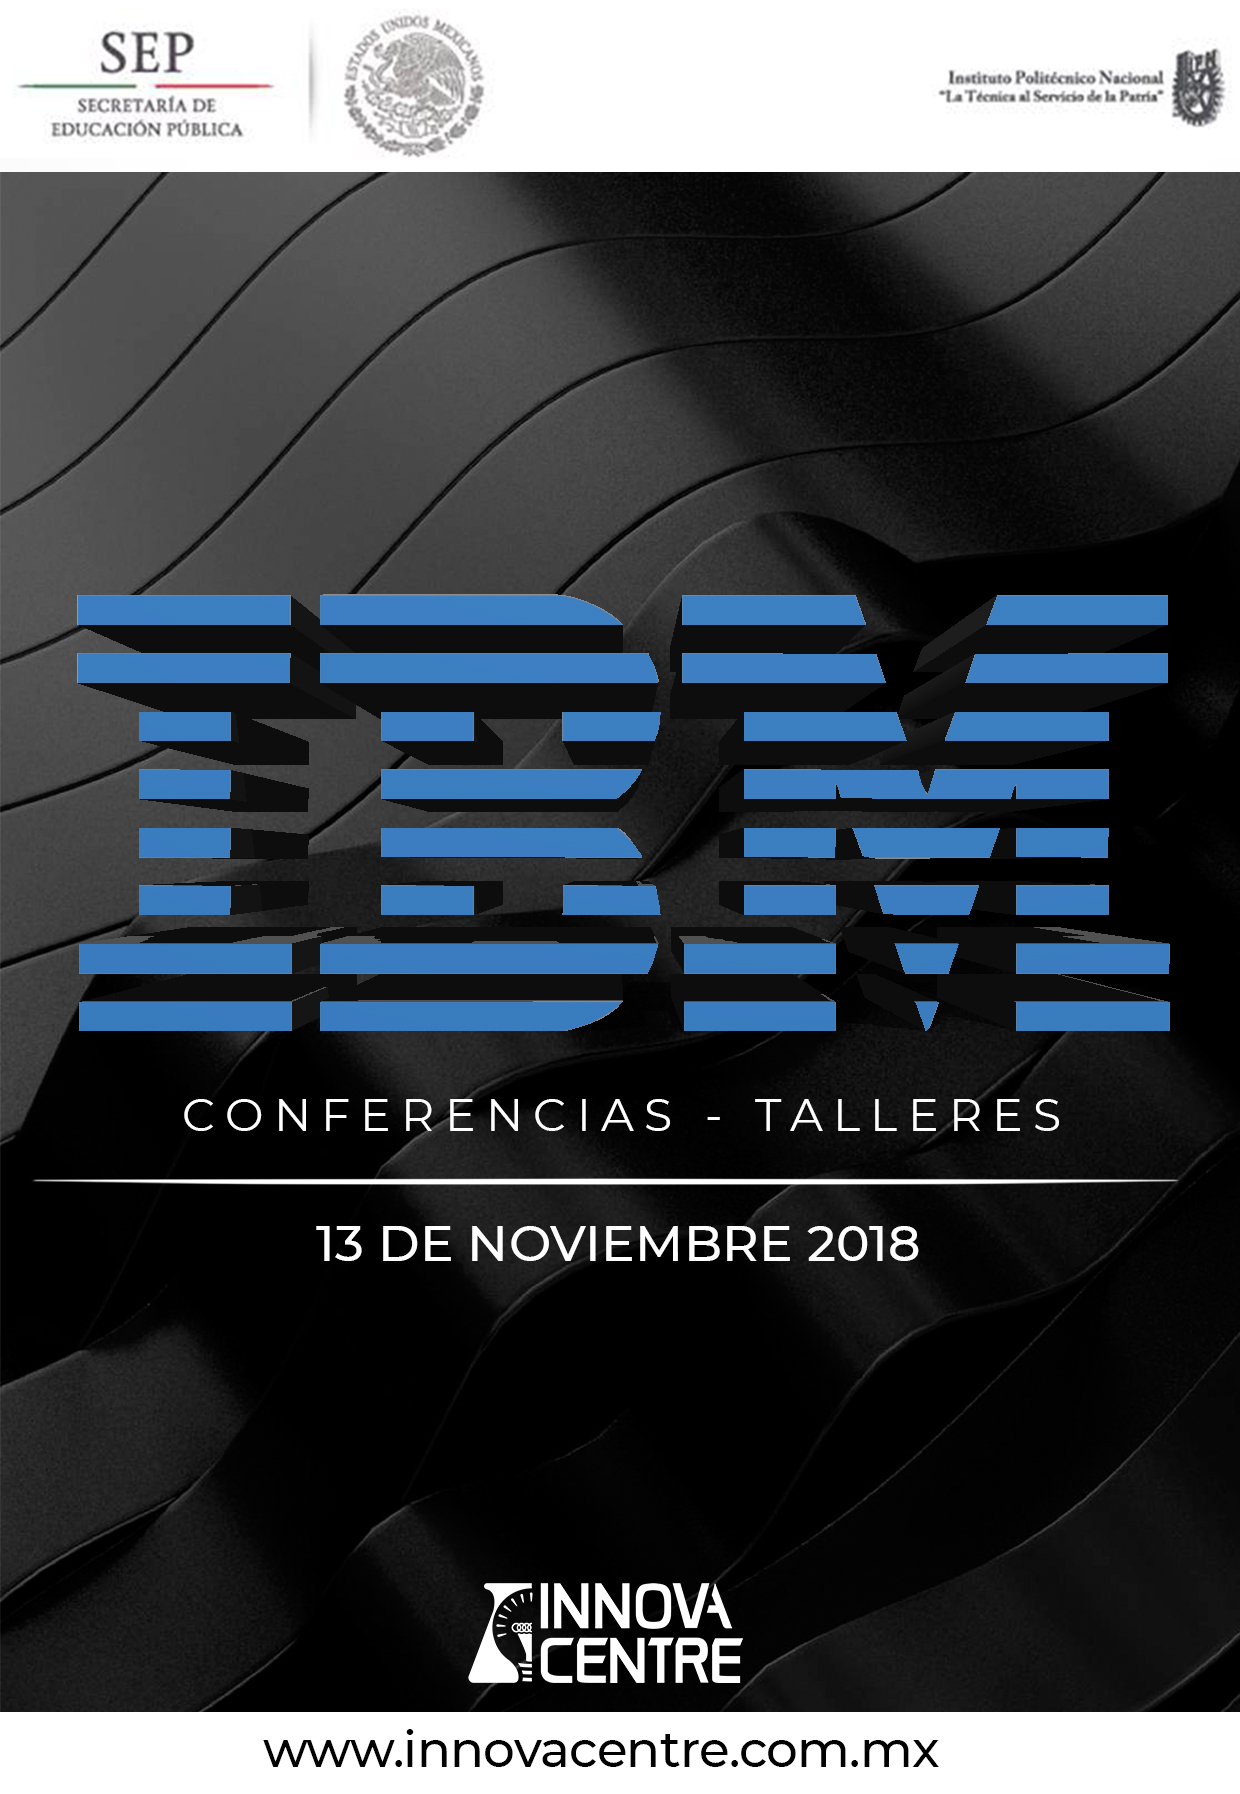 SEP
SECRETARÍA DE
EDUCACIÓN PÚBLICA
ESTADOS UNIDOS MEXICANOS
Instituto Politécnico Nacional
"La Técnica al Servicio de la Patria"
IPN
IBM
CONFERENCIAS - TALLERES
13 DE NOVIEMBRE 2018
INNOVA
CENTRE
www.innovacentre.com.mx